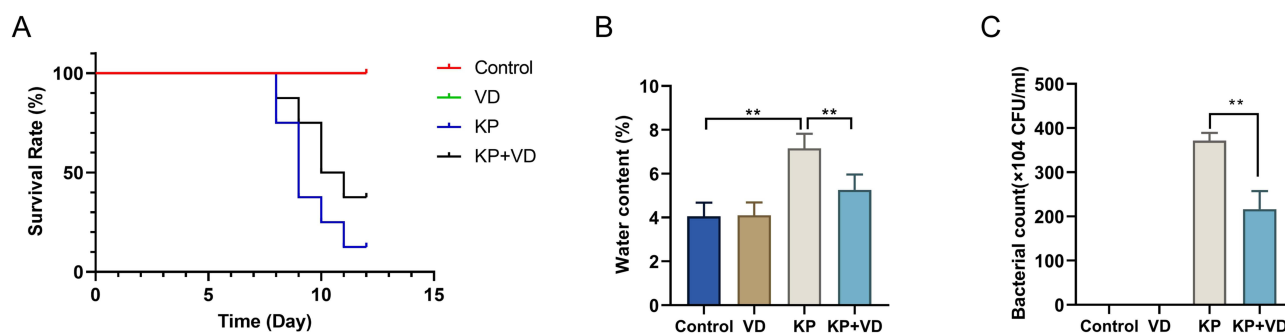 A
Survival Rate (%)
100
50
0
0 5 10 15
Time (Day)
Control
VD
KP
KP+VD
B
Water content (%)
10
8
6
4
2
0
** **
Control VD KP KP+VD
C
Bacterial count(×104 CFU/ml)
500
400
300
200
100
0
**
Control VD KP KP+VD